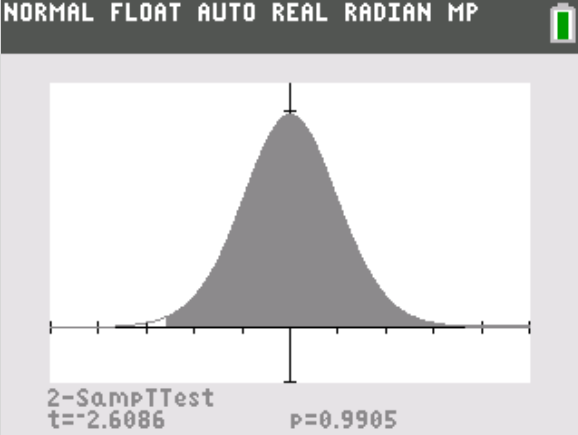 NORMAL FLOAT AUTO REAL RADIAN MP
2-SampTTest
t=⁻2.6086 p=0.9905